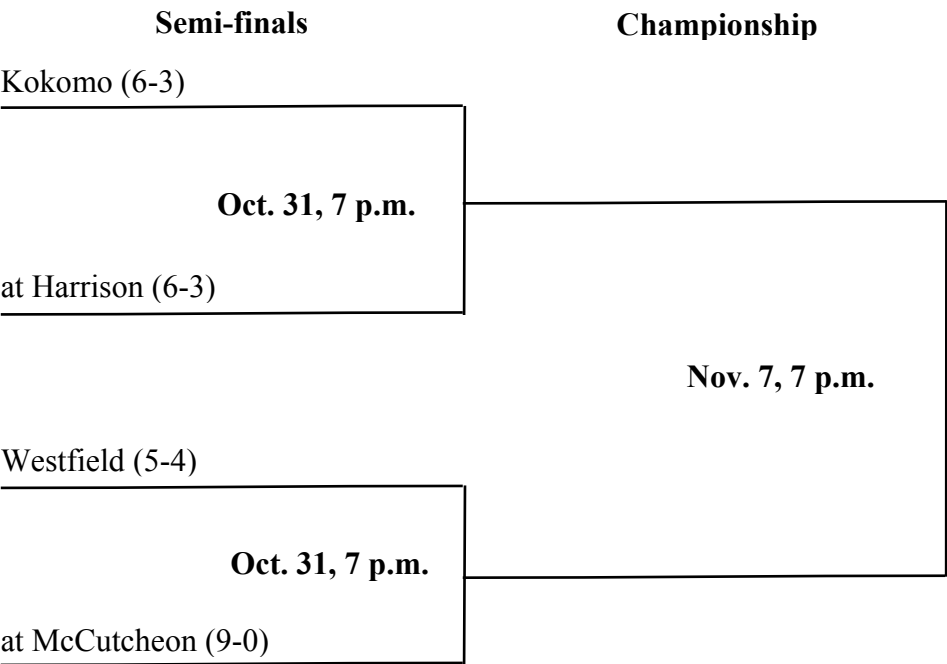 Semi-finals
Championship
Kokomo (6-3)
Oct. 31, 7 p.m.
at Harrison (6-3)
Nov. 7, 7 p.m.
Westfield (5-4)
Oct. 31, 7 p.m.
at McCutcheon (9-0)